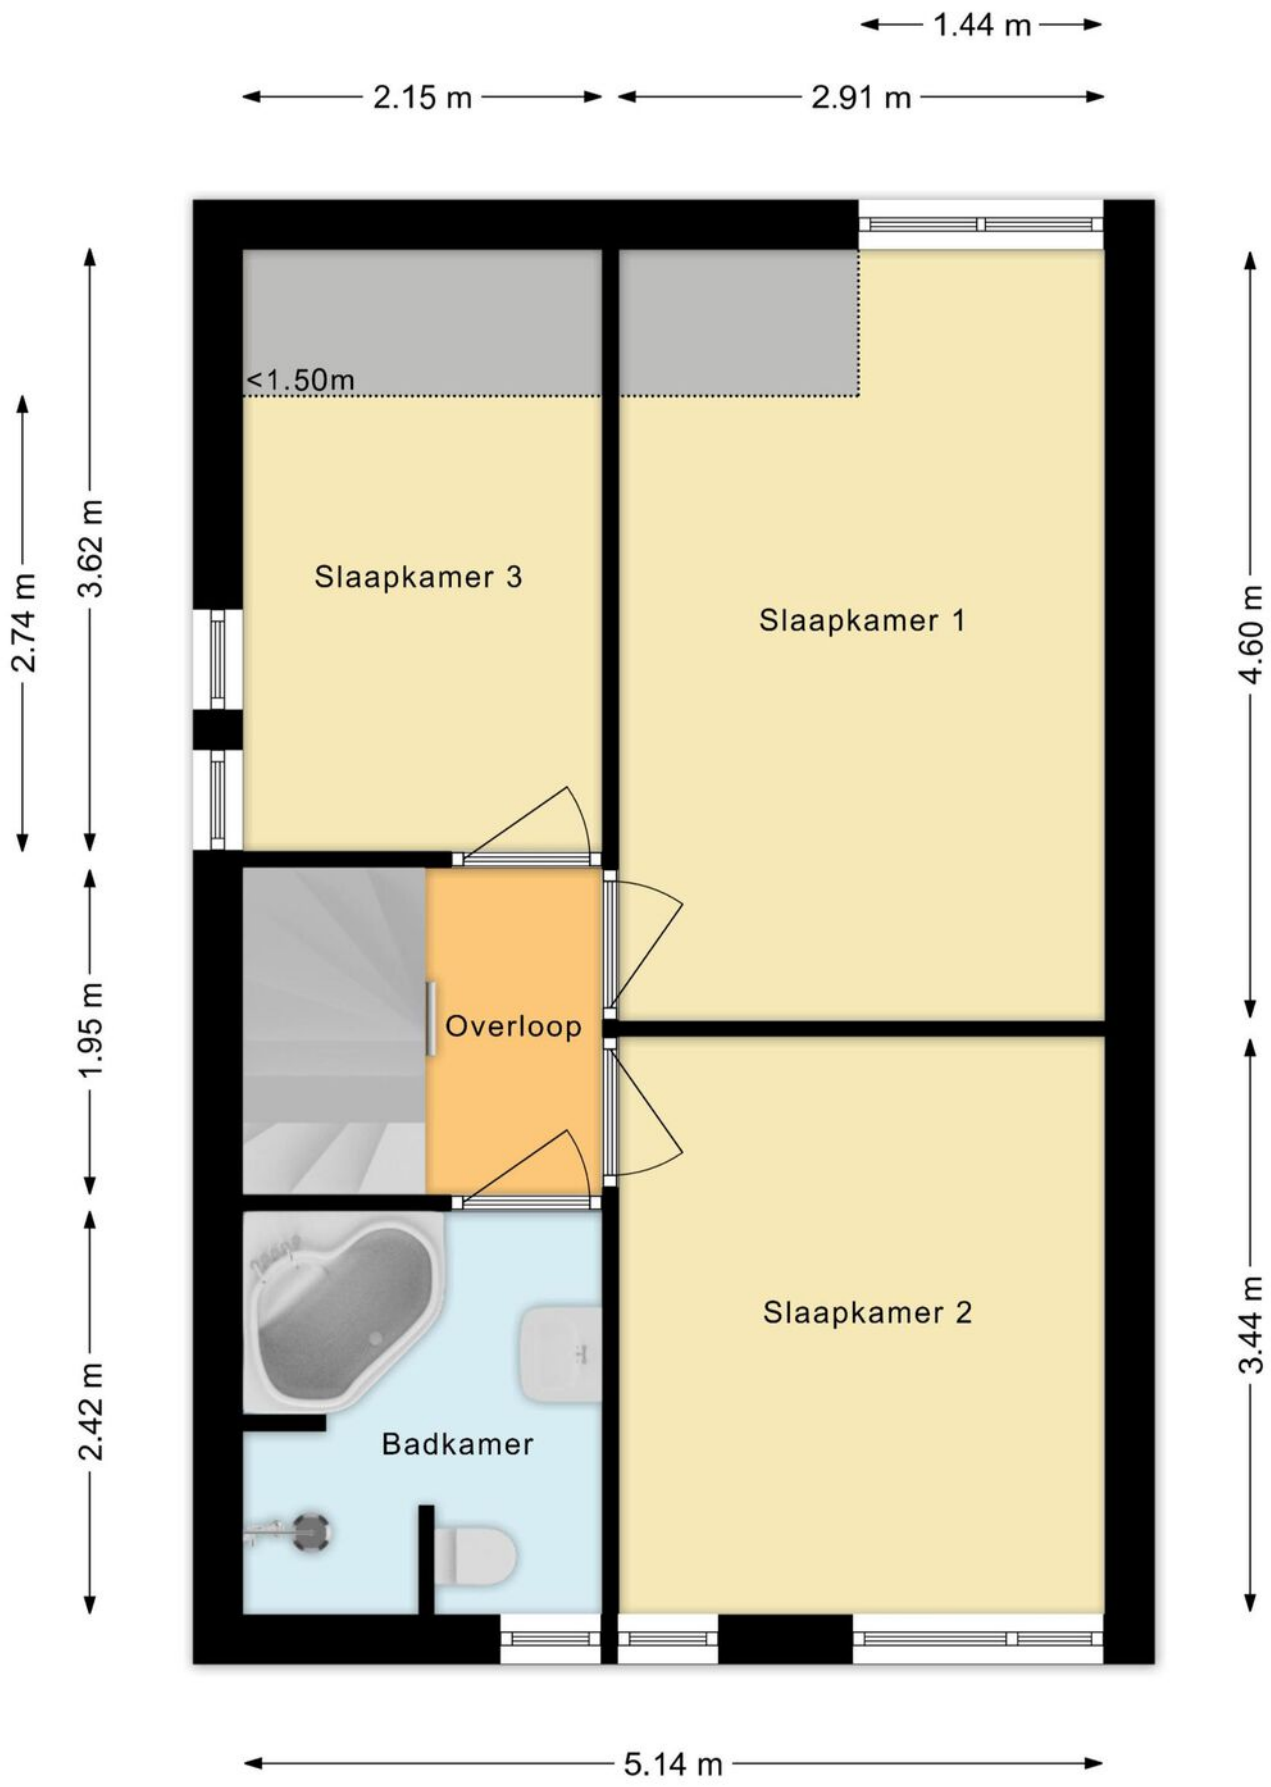 1.44 m
2.15 m
2.91 m
<1.50m
3.62 m
2.74 m
Slaapkamer 3
Slaapkamer 1
4.60 m
1.95 m
Overloop
2.42 m
Badkamer
Slaapkamer 2
3.44 m
5.14 m